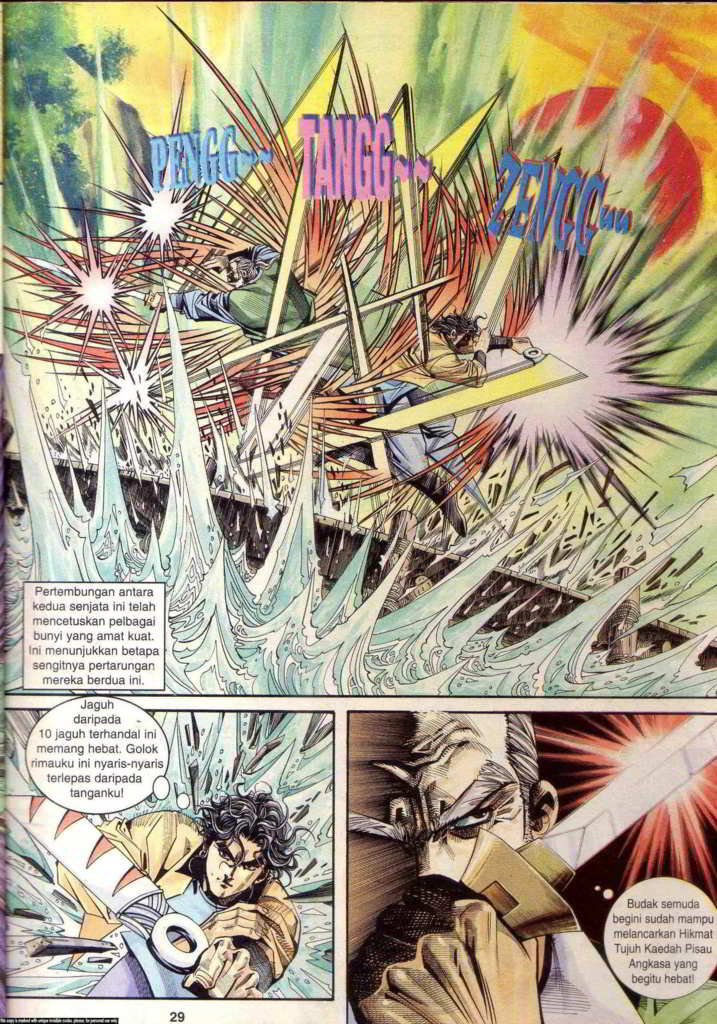 PENGG~~
TANGG~~
ZENGG~~
Pertembungan antara
kedua senjata ini telah
mencetuskan pelbagai
bunyi yang amat kuat.
Ini menunjukkan betapa
sengitnya pertarungan
mereka berdua ini.
Jaguh
daripada
10 jaguh terhandal ini
memang hebat. Golok
rimauku ini nyaris-nyaris
terlepas daripada
tanganku!
Budak semuda
begini sudah mampu
melancarkan Hikmat
Tujuh Kaedah Pisau
Angkasa yang
begitu hebat!
29